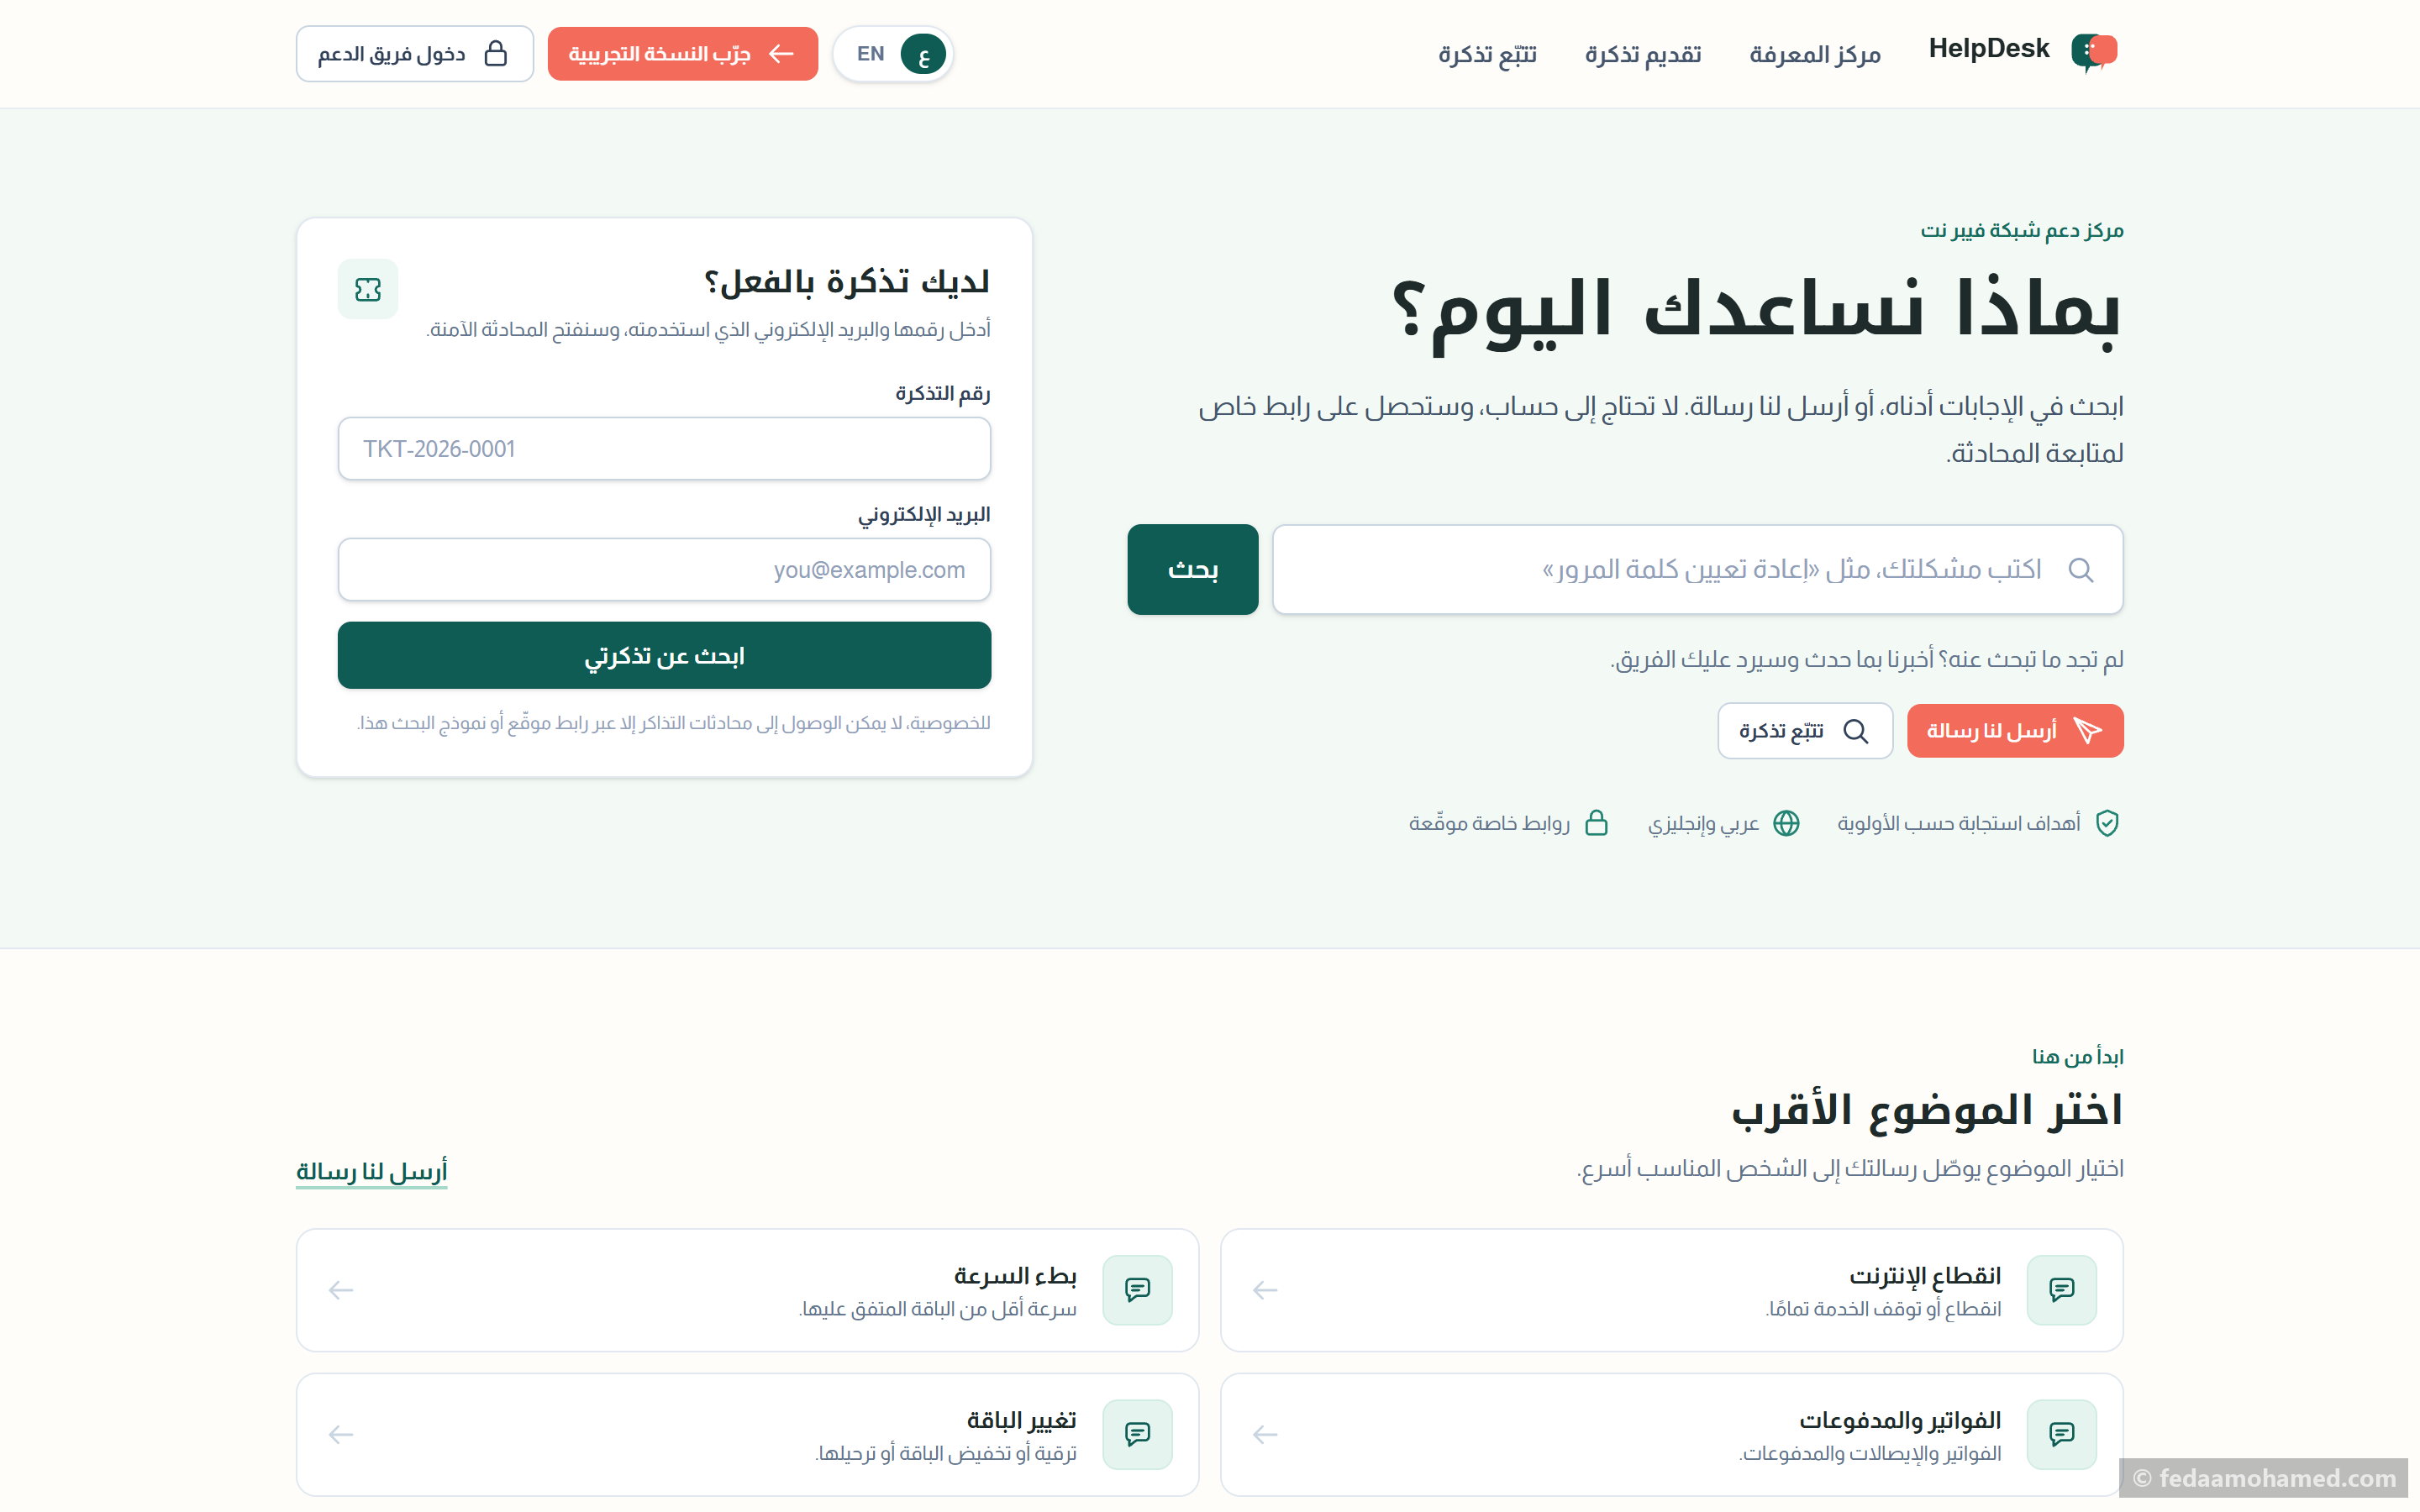 HelpDesk
مركز المعرفة
تقديم تذكرة
تتبّع تذكرة
ع
EN
جرّب النسخة التجريبية
دخول فريق الدعم
مركز دعم شبكة فيبر نت
بماذا نساعدك اليوم؟
ابحث في الإجابات أدناه، أو أرسل لنا رسالة. لا تحتاج إلى حساب، وستحصل على رابط خاص
لمتابعة المحادثة.
اكتب مشكلتك، مثل «إعادة تعيين كلمة المرور»
بحث
لم تجد ما تبحث عنه؟ أخبرنا بما حدث وسيرد عليك الفريق.
أرسل لنا رسالة
تتبّع تذكرة
أهداف استجابة حسب الأولوية
عربي وإنجليزي
روابط خاصة موقّعة
لديك تذكرة بالفعل؟
أدخل رقمها والبريد الإلكتروني الذي استخدمته، وسنفتح المحادثة الآمنة.
رقم التذكرة
TKT-2026-0001
البريد الإلكتروني
you@example.com
ابحث عن تذكرتي
للخصوصية، لا يمكن الوصول إلى محادثات التذاكر إلا عبر رابط موقّع أو نموذج البحث هذا.
ابدأ من هنا
اختر الموضوع الأقرب
اختيار الموضوع يوصّل رسالتك إلى الشخص المناسب أسرع.
أرسل لنا رسالة
انقطاع الإنترنت
انقطاع أو توقف الخدمة تمامًا.
بطء السرعة
سرعة أقل من الباقة المتفق عليها.
الفواتير والمدفوعات
الفواتير والإيصالات والمدفوعات.
تغيير الباقة
ترقية أو تخفيض الباقة أو ترحيلها.
© fedaamohamed.com